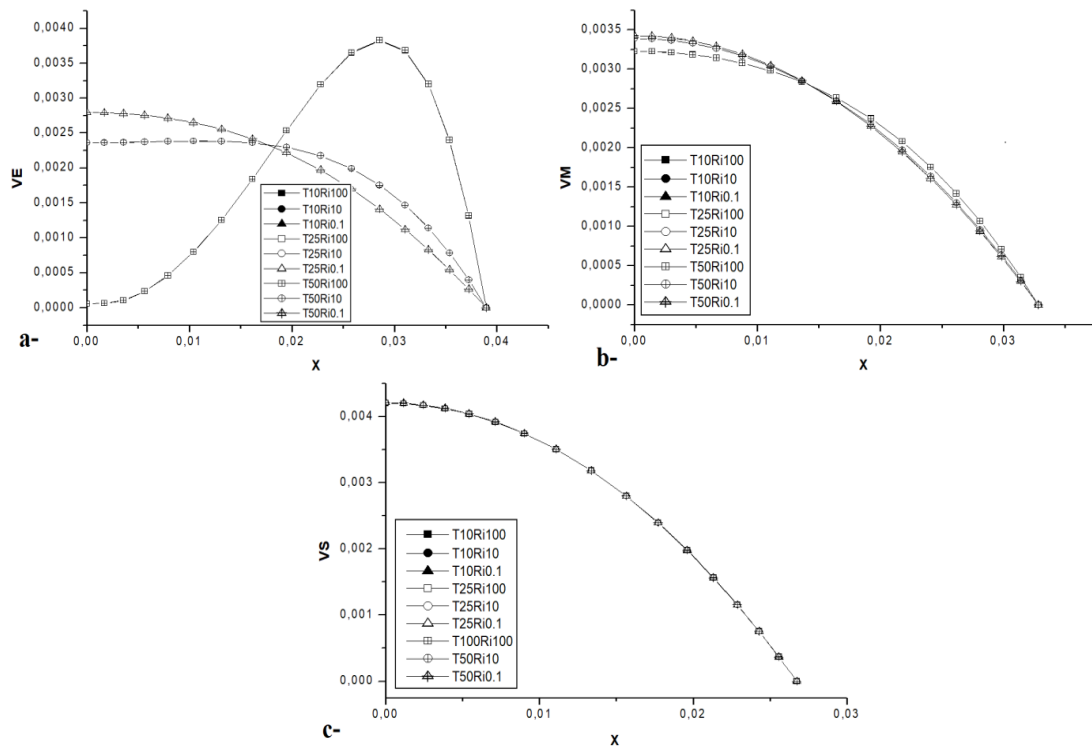 0,0040
0,0035
0,0030
0,0025
0,0020
0,0015
0,0010
0,0005
0,0000
VE
T10Ri100
T10Ri10
T10Ri0.1
T25Ri100
T25Ri10
T25Ri0.1
T50Ri100
T50Ri10
T50Ri0.1
0,00 0,01 0,02 0,03 0,04
X
a-
0,0035
0,0030
0,0025
0,0020
0,0015
0,0010
0,0005
0,0000
VM
T10Ri100
T10Ri10
T10Ri0.1
T25Ri100
T25Ri10
T25Ri0.1
T50Ri100
T50Ri10
T50Ri0.1
0,00 0,01 0,02 0,03
X
b-
0,004
0,003
0,002
0,001
0,000
VS
T10Ri100
T10Ri10
T10Ri0.1
T25Ri100
T25Ri10
T25Ri0.1
T100Ri100
T50Ri10
T50Ri0.1
0,00 0,01 0,02 0,03
X
c-